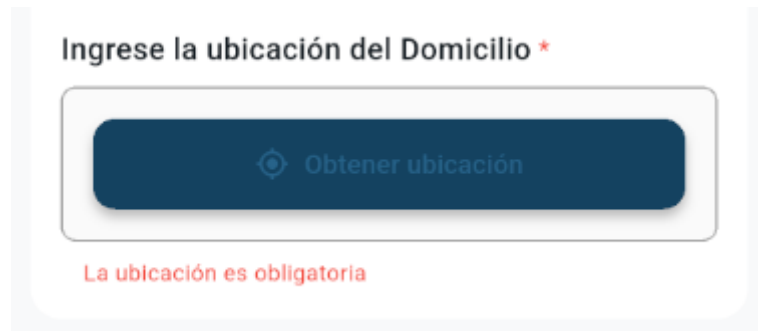 Ingrese la ubicación del Domicilio *
Obtener ubicación
La ubicación es obligatoria